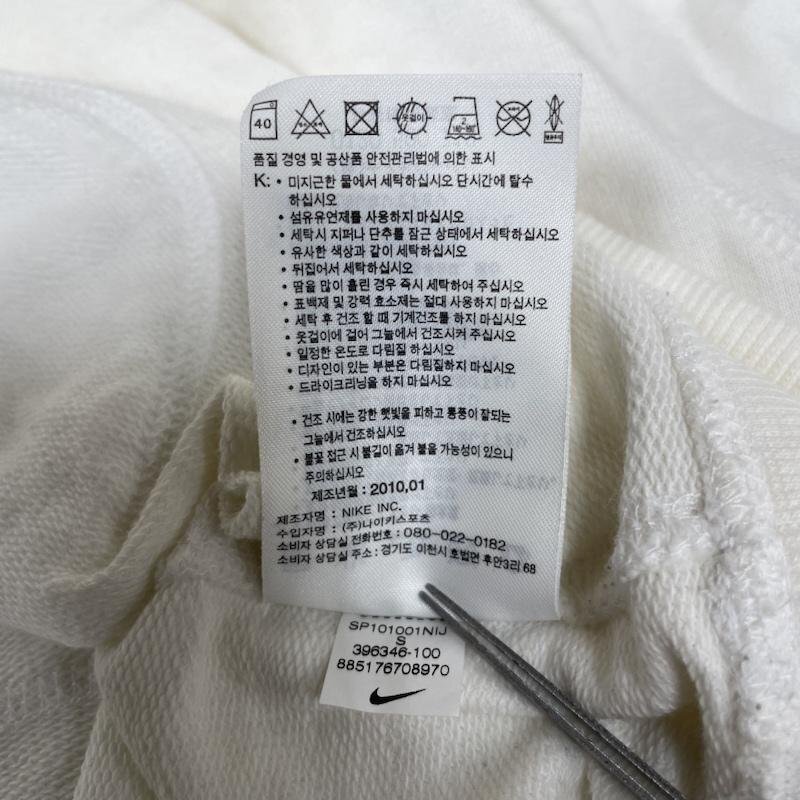 40
옷걸이
2
품질 경영 및 공산품 안전관리법에 의한 표시
K: • 미지근한 물에서 세탁하십시오 단시간에 탈수
하십시오
• 섬유유연제를 사용하지 마십시오
• 세탁시 지퍼나 단추를 잠근 상태에서 세탁하십시오
• 유사한 색상과 같이 세탁하십시오
• 뒤집어서 세탁하십시오
• 땀을 많이 흘린 경우 즉시 세탁하여 주십시오
• 표백제 및 강력 효소제는 절대 사용하지 마십시오
• 세탁 후 건조 할 때 기계건조를 하지 마십시오
• 옷걸이에 걸어 그늘에서 건조시켜 주십시오
• 일정한 온도로 다림질 하십시오
• 디자인이 있는 부분은 다림질하지 마십시오
• 드라이크리닝을 하지 마십시오
• 건조 시에는 강한 햇빛을 피하고 통풍이 잘되는
그늘에서 건조하십시오
• 불꽃 접근 시 불길이 옮겨 붙을 가능성이 있으니
주의하십시오
제조년월 : 2010,01
제조자명 : NIKE INC.
수입자명 : (주)나이키스포츠
소비자 상담실 전화번호 : 080-022-0182
소비자 상담실 주소 : 경기도 이천시 호법면 후안3리 68
SP101001NIJ
S
396346-100
885176708970